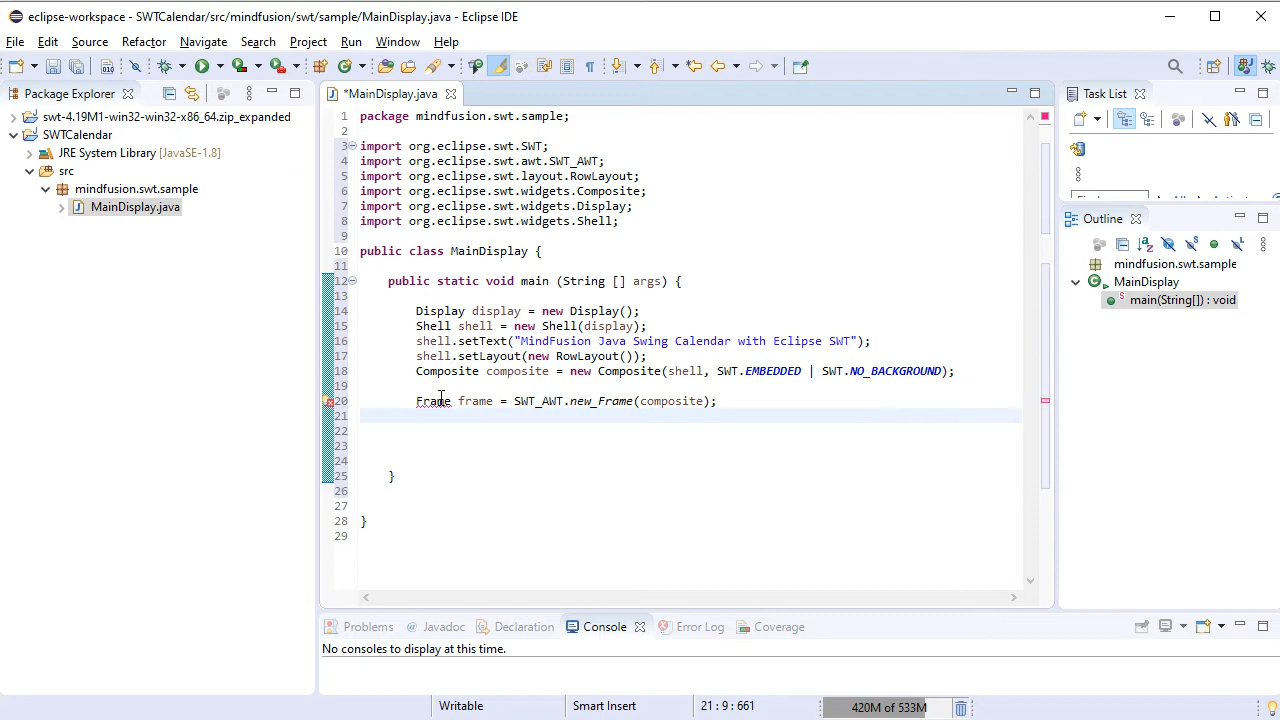 eclipse-workspace - SWTCalendar/src/mindfusion/swt/sample/MainDisplay.java - Eclipse IDE
File Edit Source Refactor Navigate Search Project Run Window Help
Package Explorer
swt-4.19M1-win32-win32-x86_64.zip_expanded
SWTCalendar
JRE System Library [JavaSE-1.8]
src
mindfusion.swt.sample
MainDisplay.java
*MainDisplay.java
1 package mindfusion.swt.sample;
2
3 import org.eclipse.swt.SWT;
4 import org.eclipse.swt.awt.SWT_AWT;
5 import org.eclipse.swt.layout.RowLayout;
6 import org.eclipse.swt.widgets.Composite;
7 import org.eclipse.swt.widgets.Display;
8 import org.eclipse.swt.widgets.Shell;
9
10 public class MainDisplay {
11
12 public static void main (String [] args) {
13
14 Display display = new Display();
15 Shell shell = new Shell(display);
16 shell.setText("MindFusion Java Swing Calendar with Eclipse SWT");
17 shell.setLayout(new RowLayout());
18 Composite composite = new Composite(shell, SWT.EMBEDDED | SWT.NO_BACKGROUND);
19
20 Frame frame = SWT_AWT.new_Frame(composite);
21
22
23
24
25 }
26
27
28 }
29
Task List
Outline
mindfusion.swt.sample
MainDisplay
main(String[]) : void
Problems Javadoc Declaration Console Error Log Coverage
No consoles to display at this time.
Writable Smart Insert 21 : 9 : 661 420M of 533M